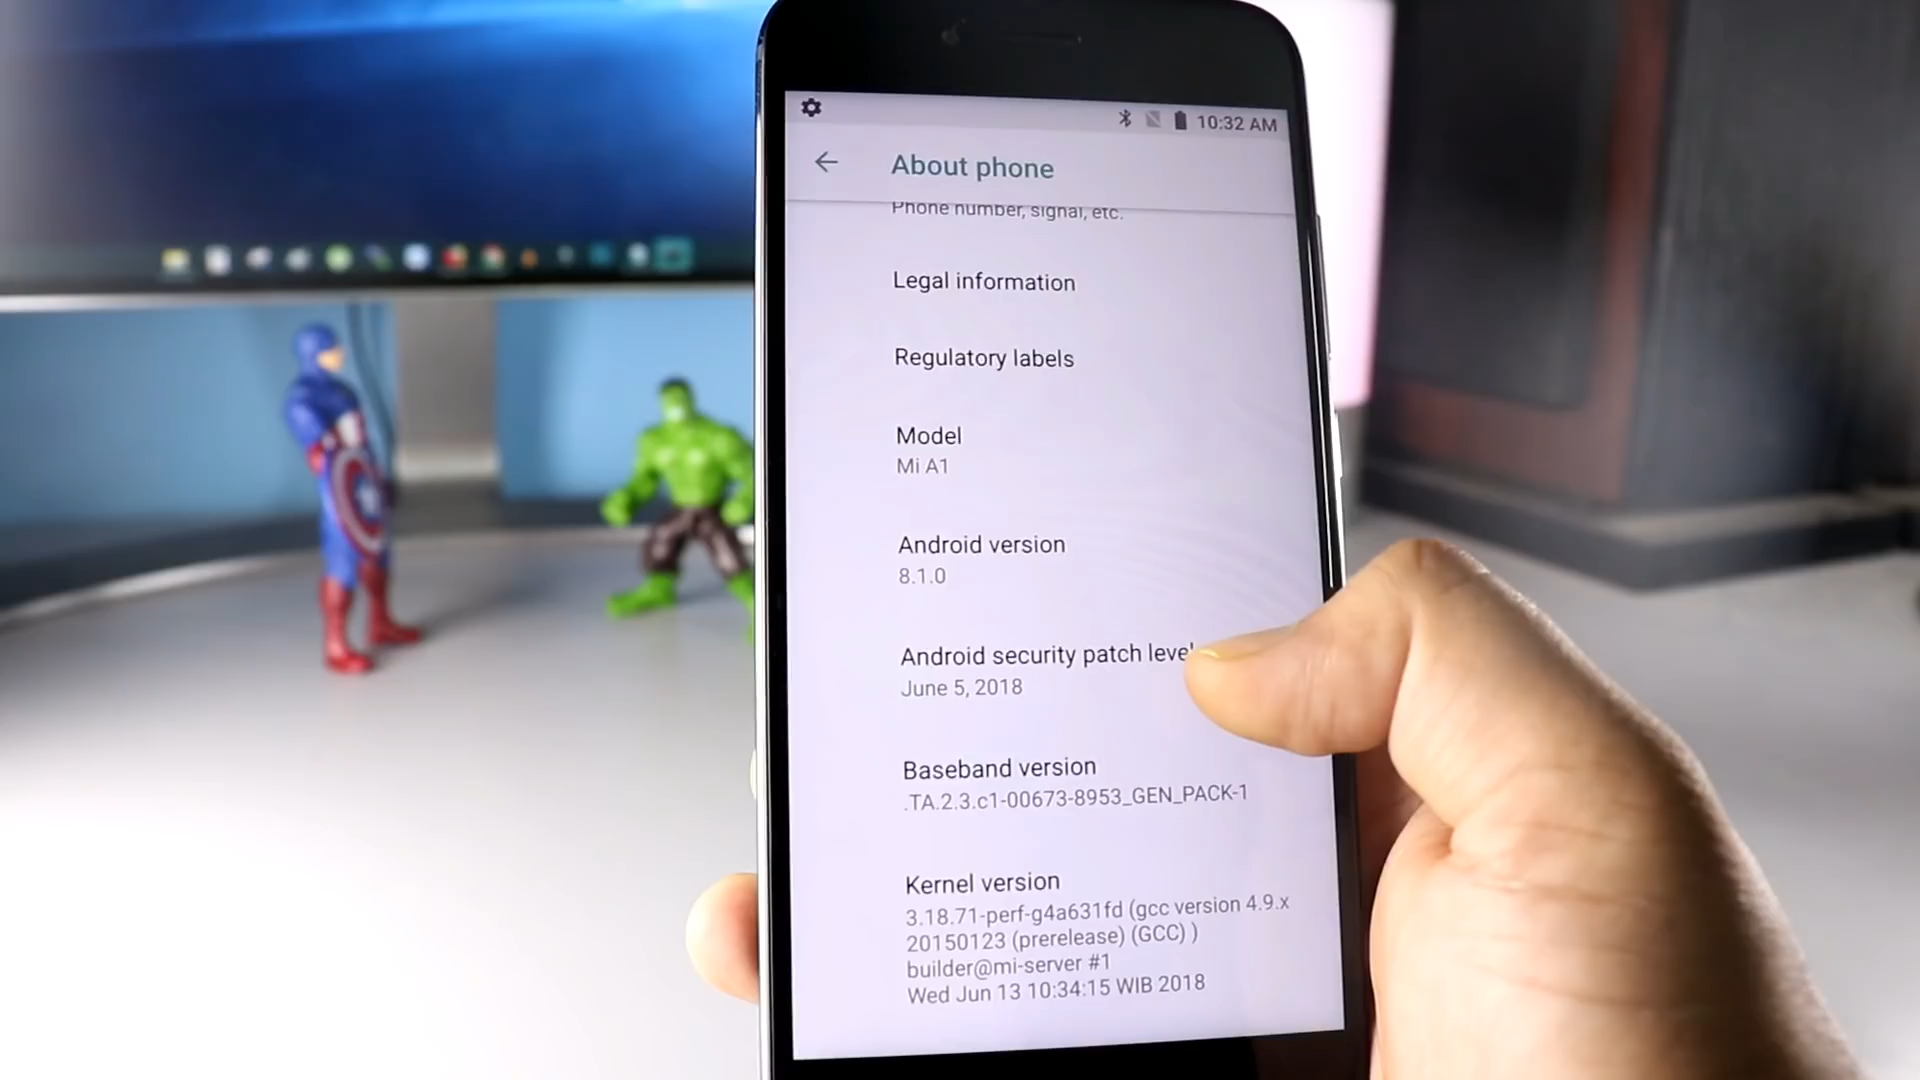 10:32 AM
About phone
Phone number, signal, etc.
Legal information
Regulatory labels
Model
Mi A1
Android version
8.1.0
Android security patch level
June 5, 2018
Baseband version
.TA.2.3.c1-00673-8953_GEN_PACK-1
Kernel version
3.18.71-perf-g4a631fd (gcc version 4.9.x
20150123 (prerelease) (GCC) )
builder@mi-server #1
Wed Jun 13 10:34:15 WIB 2018